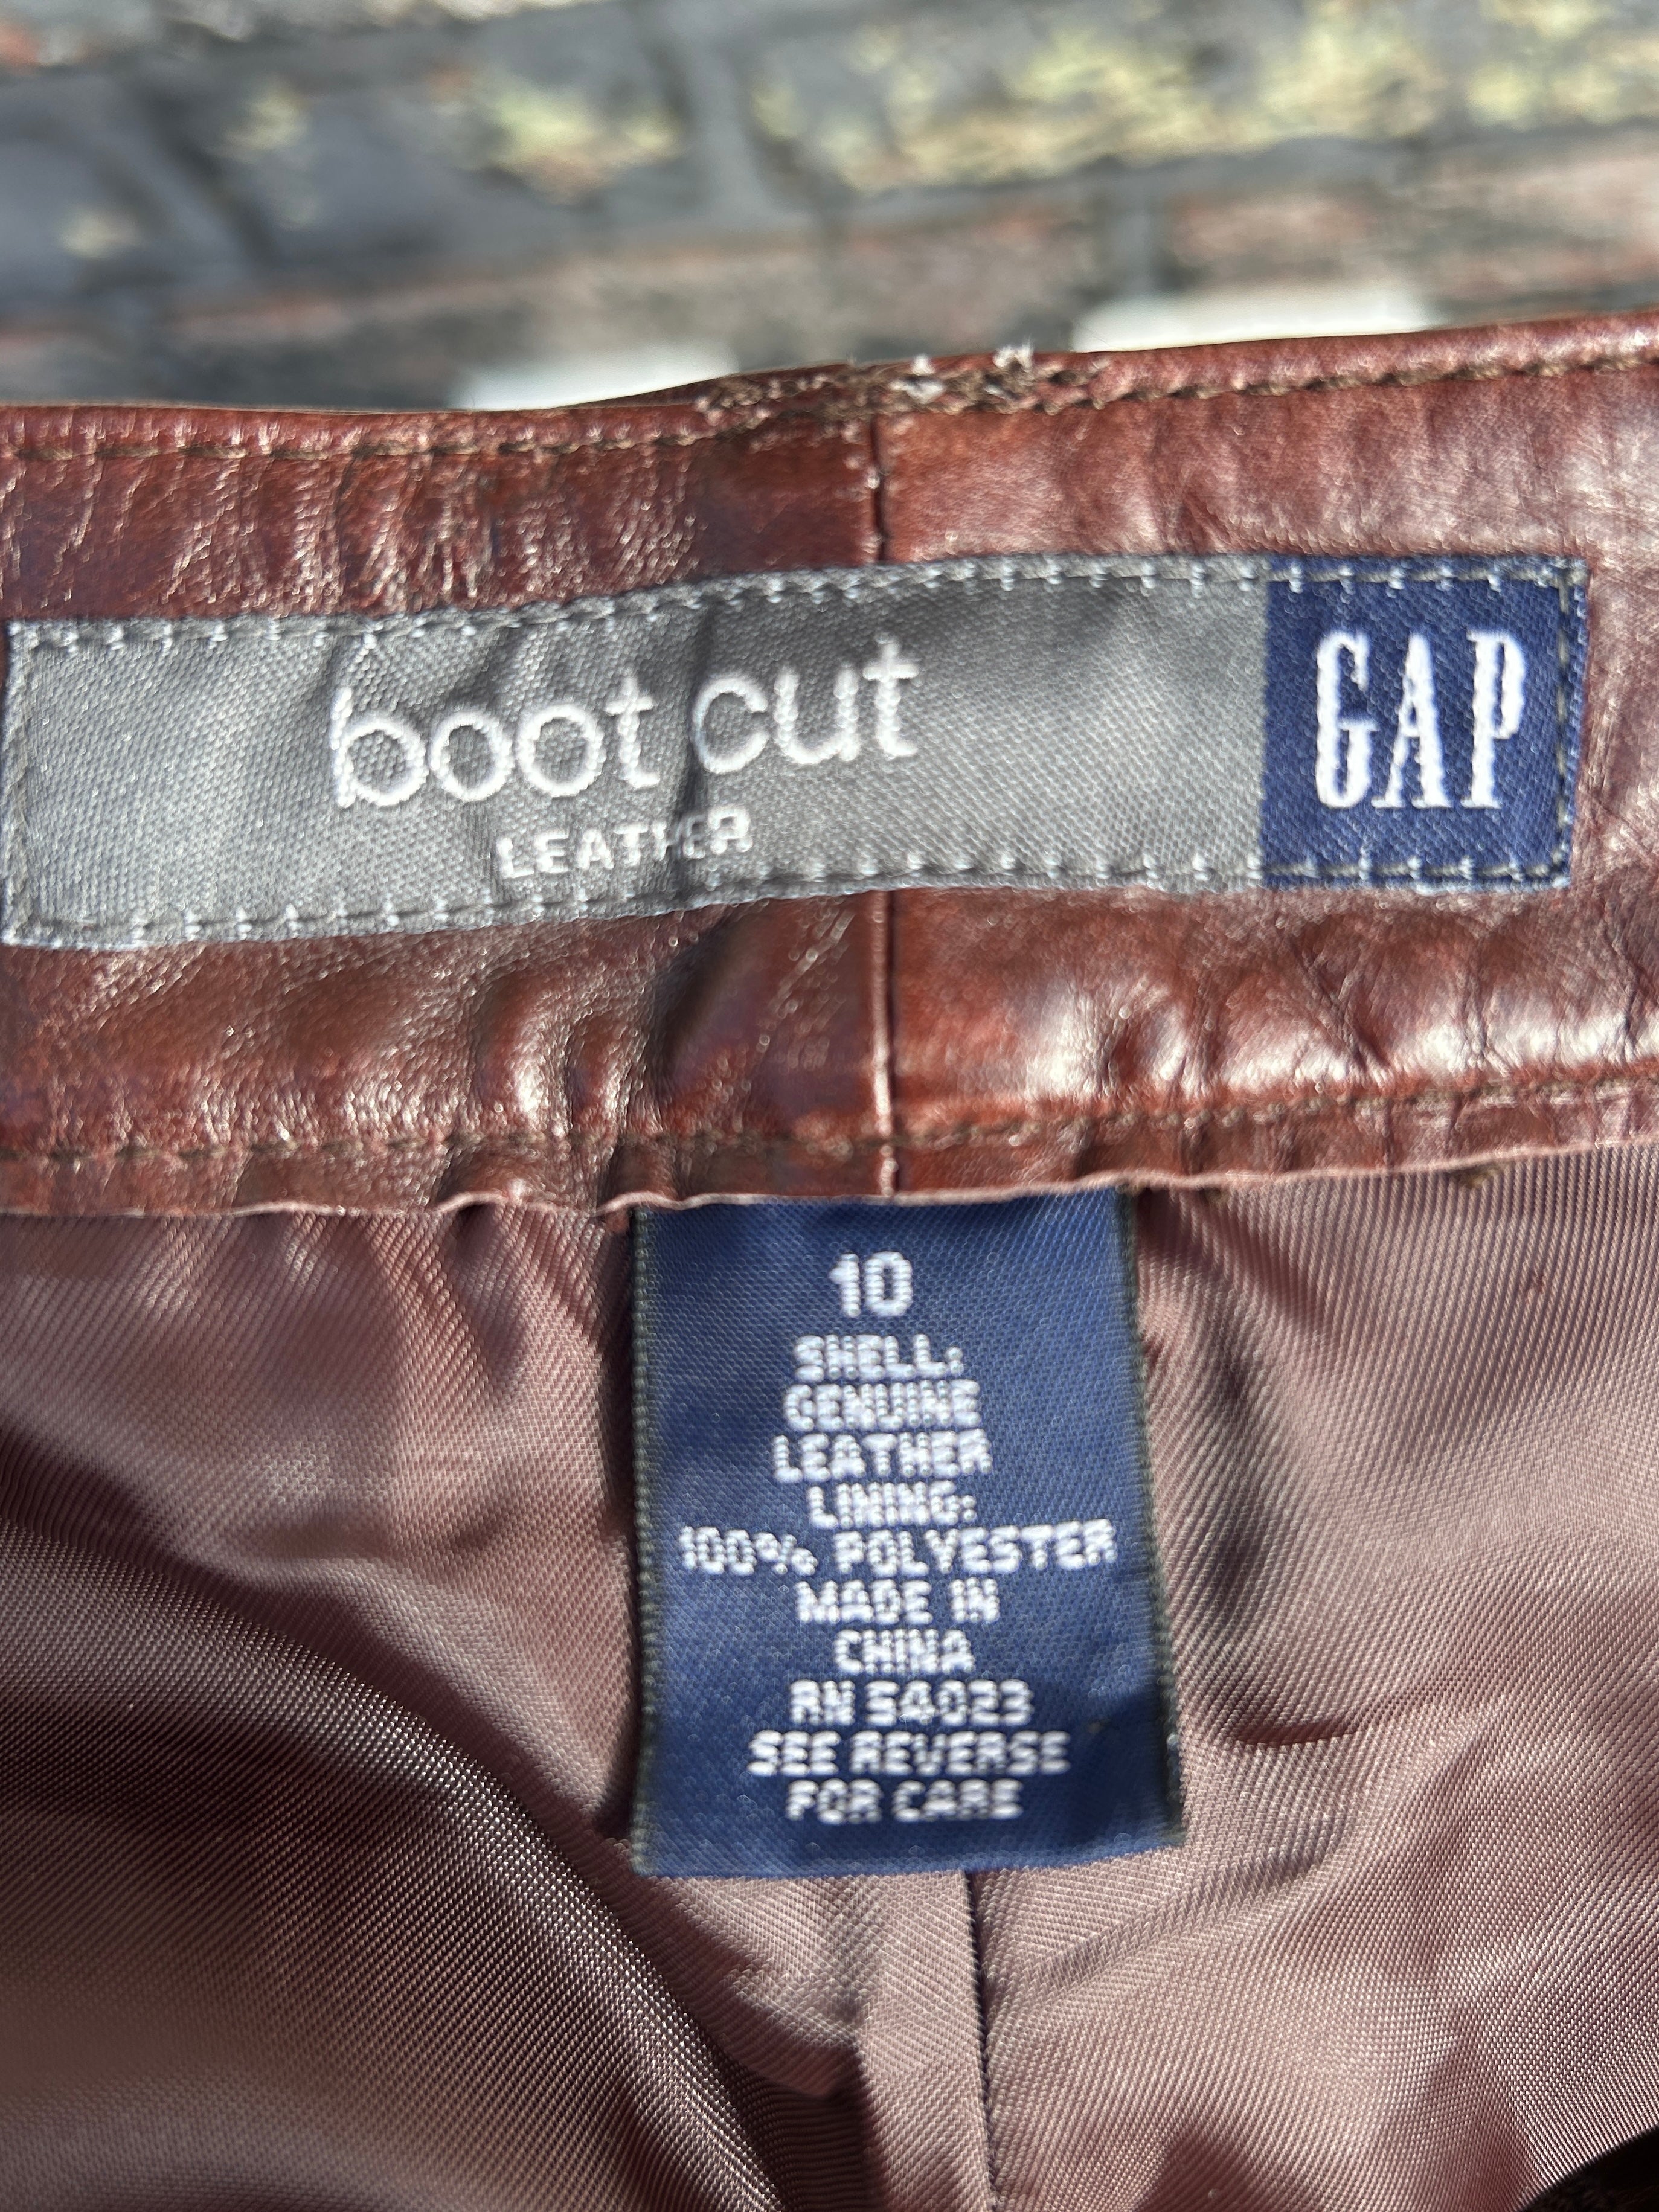 boot cut
LEATHER
GAP
10
SHELL:
GENUINE
LEATHER
LINING:
100% POLYESTER
MADE IN
CHINA
RN 54023
SEE REVERSE
FOR CARE